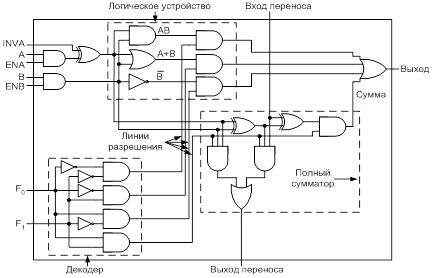 Логическое устройство
Вход переноса
INVA
A
ENA
B
ENB
AB
A+B
B̅
Выход
Сумма
Линии
разрешения
Полный
сумматор
F₀
F₁
Декодер
Выход переноса